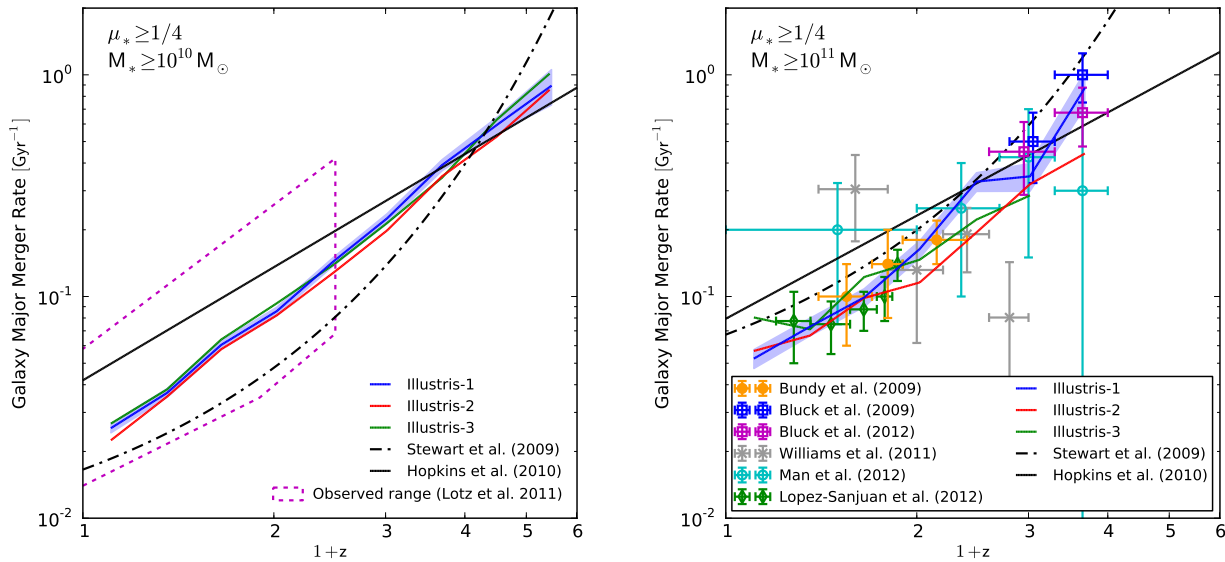 μ* ≥1/4
M* ≥10^10 M☉
Galaxy Major Merger Rate [Gyr^−1]
10^0
10^-1
10^-2
Illustris-1
Illustris-2
Illustris-3
Stewart et al. (2009)
Hopkins et al. (2010)
Observed range (Lotz et al. 2011)
1 2 3 4 5 6
1+z
μ* ≥1/4
M* ≥10^11 M☉
Galaxy Major Merger Rate [Gyr^−1]
10^0
10^-1
10^-2
Bundy et al. (2009)
Bluck et al. (2009)
Bluck et al. (2012)
Williams et al. (2011)
Man et al. (2012)
Lopez-Sanjuan et al. (2012)
Illustris-1
Illustris-2
Illustris-3
Stewart et al. (2009)
Hopkins et al. (2010)
1 2 3 4 5 6
1+z